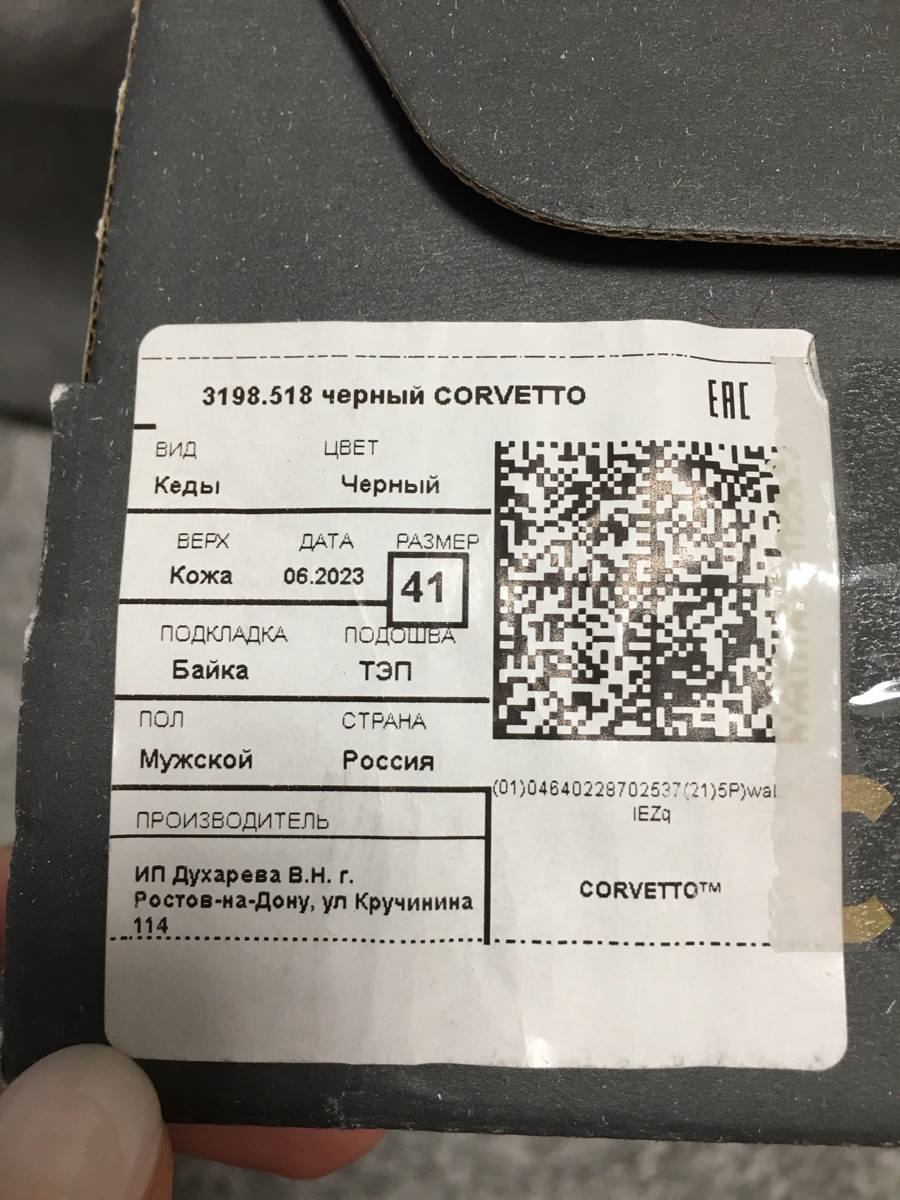 3198.518 черный CORVETTO
EAC
ВИД ЦВЕТ
Кеды Черный
ВЕРХ ДАТА РАЗМЕР
Кожа 06.2023 41
ПОДКЛАДКА ПОДОШВА
Байка ТЭП
ПОЛ СТРАНА
Мужской Россия
(01)04640228702537(21)5P)wal
IEZq
ПРОИЗВОДИТЕЛЬ
ИП Духарева В.Н. г.
Ростов-на-Дону, ул Кручинина
114
CORVETTO™